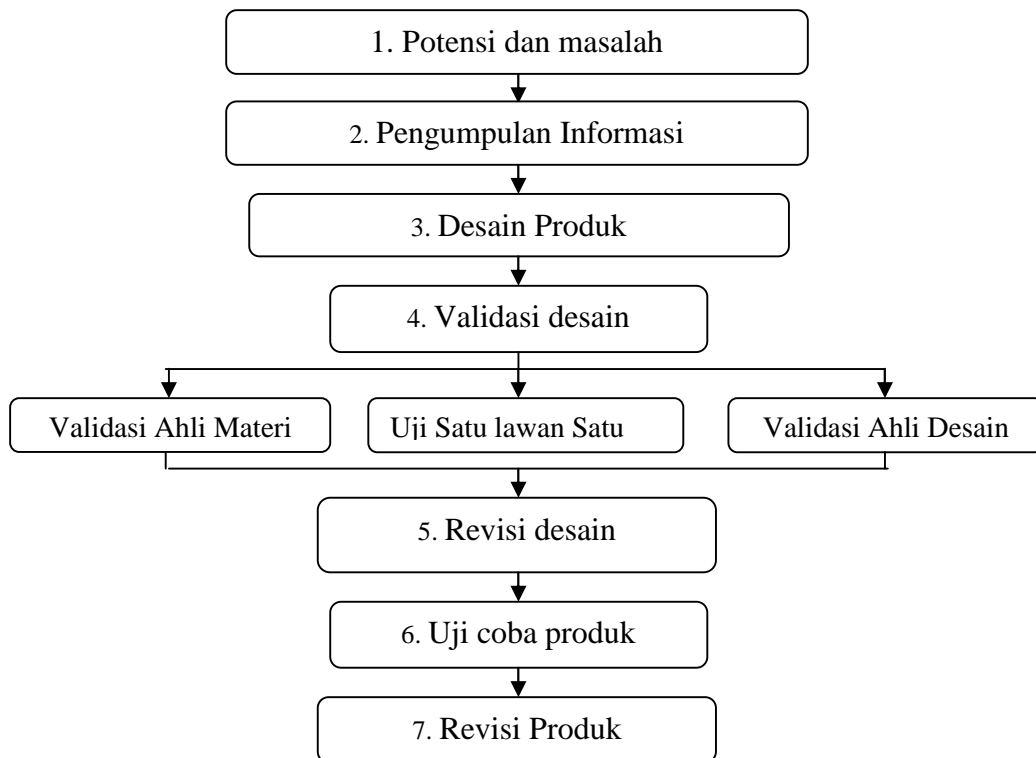 1. Potensi dan masalah
2. Pengumpulan Informasi
3. Desain Produk
4. Validasi desain
Validasi Ahli Materi
Uji Satu lawan Satu
Validasi Ahli Desain
5. Revisi desain
6. Uji coba produk
7. Revisi Produk